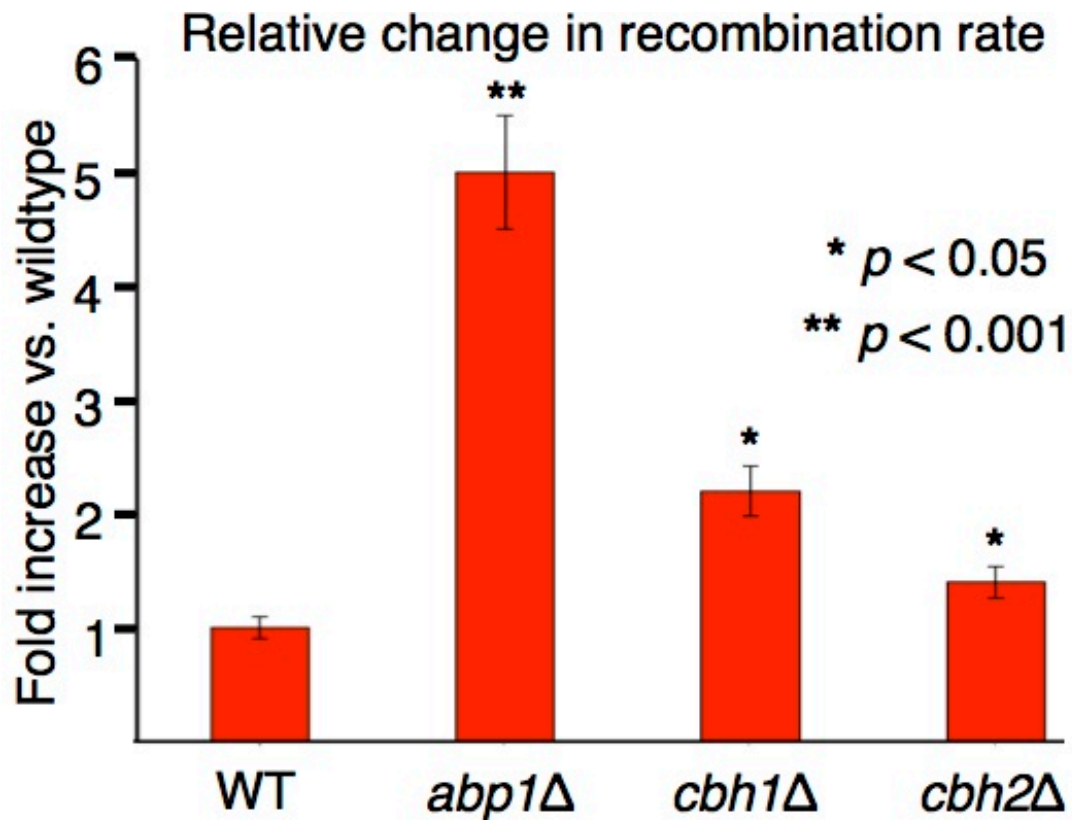 Relative change in recombination rate
Fold increase vs. wildtype
6
5
4
3
2
1
**
*
*
* p < 0.05
** p < 0.001
WT abp1Δ cbh1Δ cbh2Δ